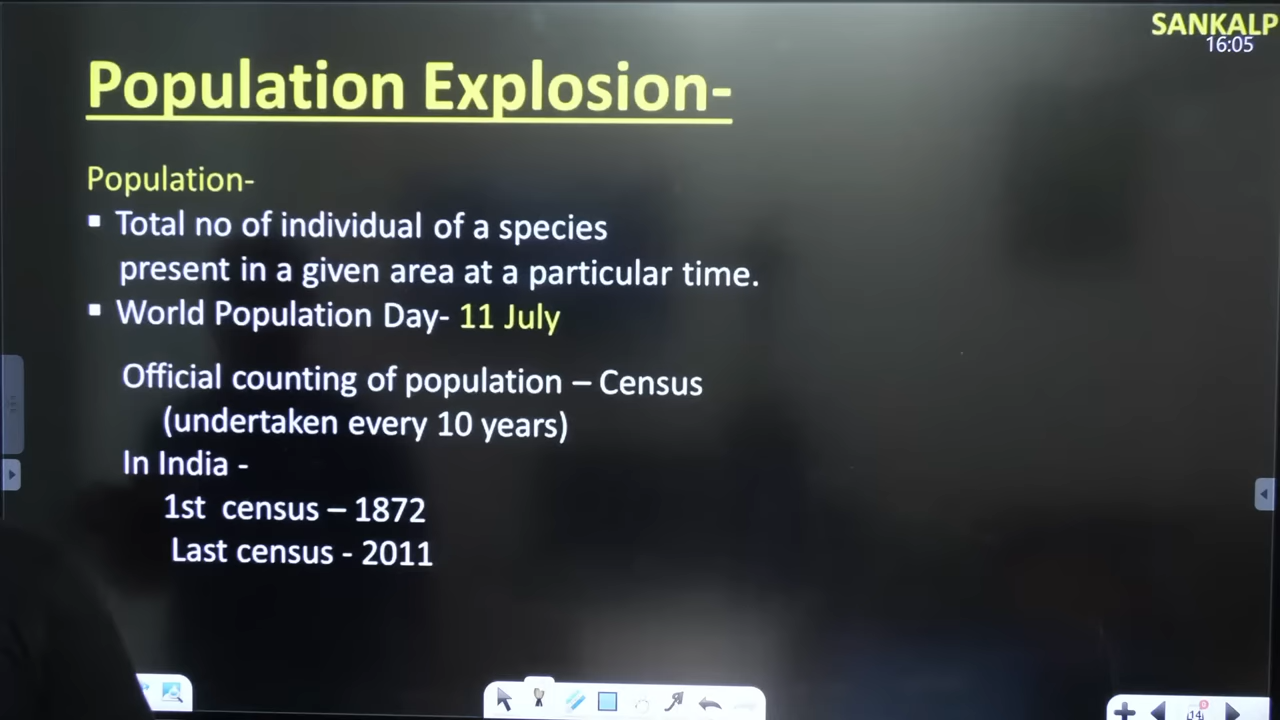 SANKALP
16:05
Population Explosion-
Population-
▪ Total no of individual of a species
present in a given area at a particular time.
▪ World Population Day- 11 July
Official counting of population – Census
(undertaken every 10 years)
In India -
1st census – 1872
Last census - 2011
14